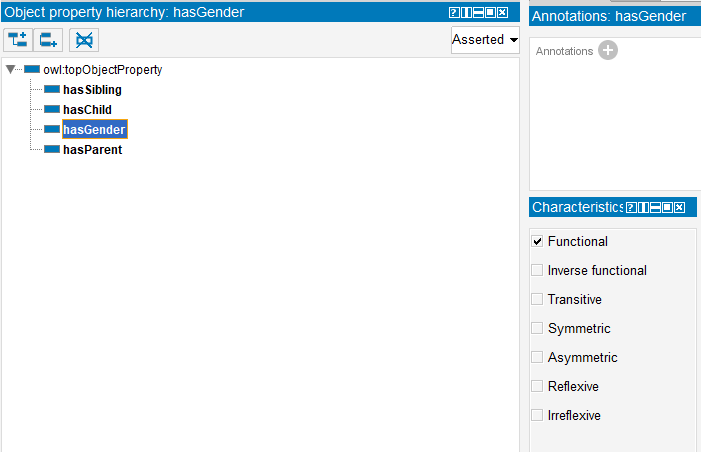 Object property hierarchy: hasGender
Asserted
owl:topObjectProperty
hasSibling
hasChild
hasGender
hasParent
Annotations: hasGender
Annotations
Characteristics
Functional
Inverse functional
Transitive
Symmetric
Asymmetric
Reflexive
Irreflexive